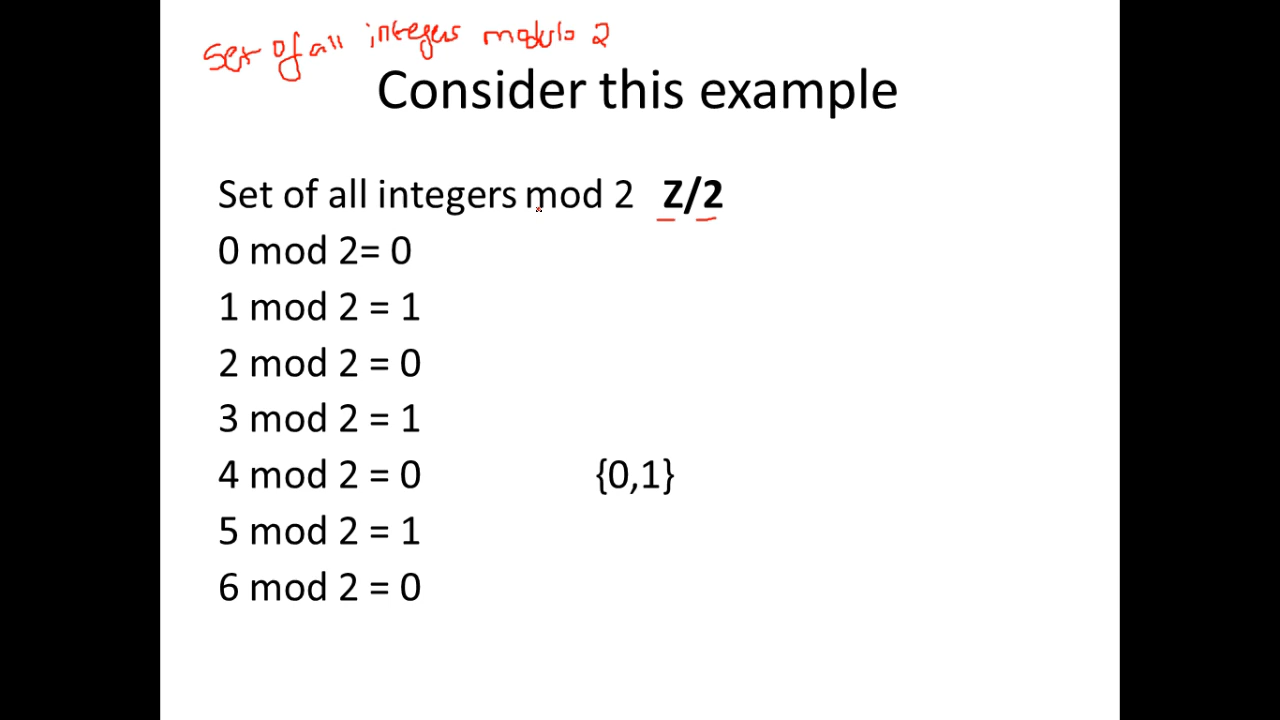 Set of all integers modulo 2
Consider this example
Set of all integers mod 2 Z/2
0 mod 2= 0
1 mod 2 = 1
2 mod 2 = 0
3 mod 2 = 1
4 mod 2 = 0 {0,1}
5 mod 2 = 1
6 mod 2 = 0